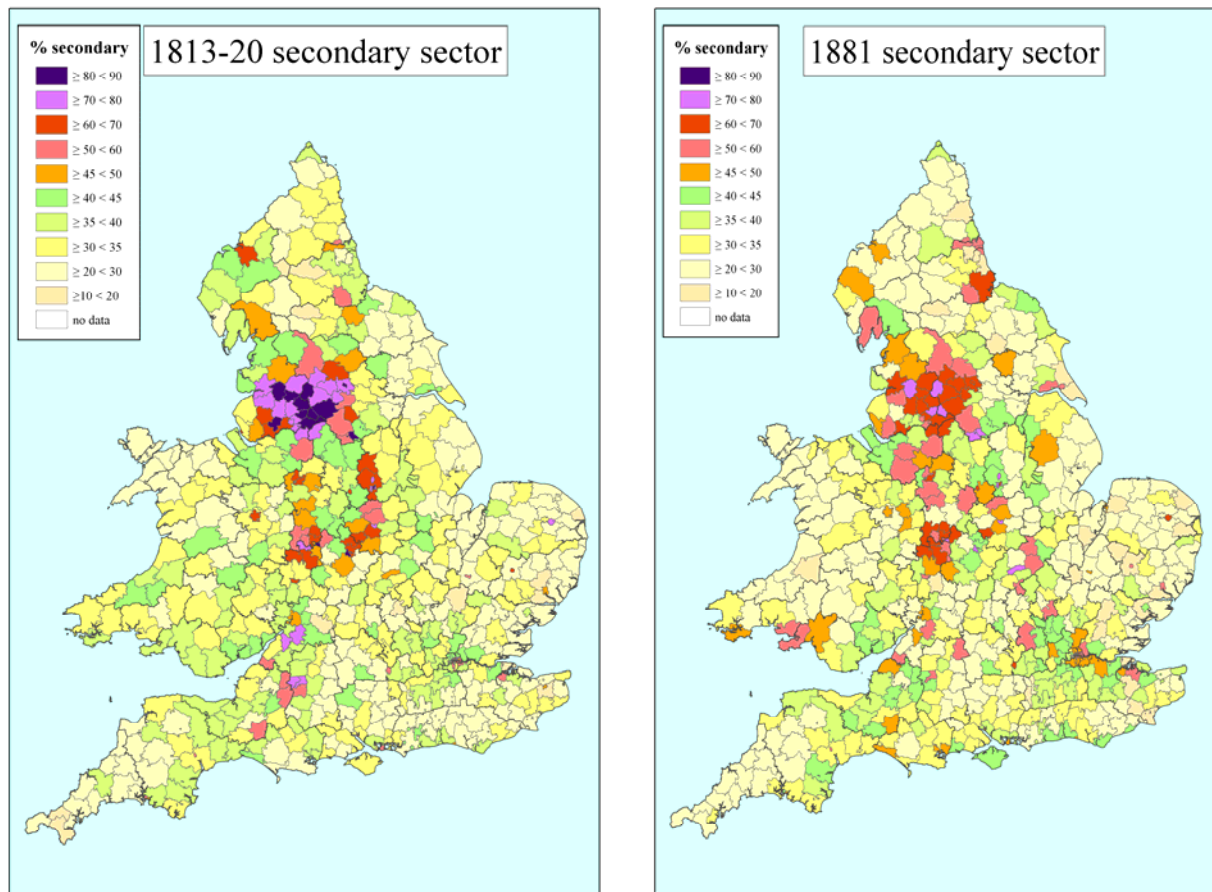 % secondary
1813-20 secondary sector
≥ 80 < 90
≥ 70 < 80
≥ 60 < 70
≥ 50 < 60
≥ 45 < 50
≥ 40 < 45
≥ 35 < 40
≥ 30 < 35
≥ 20 < 30
≥10 < 20
no data
% secondary
1881 secondary sector
≥ 80 < 90
≥ 70 < 80
≥ 60 < 70
≥ 50 < 60
≥ 45 < 50
≥ 40 < 45
≥ 35 < 40
≥ 30 < 35
≥ 20 < 30
≥ 10 < 20
no data